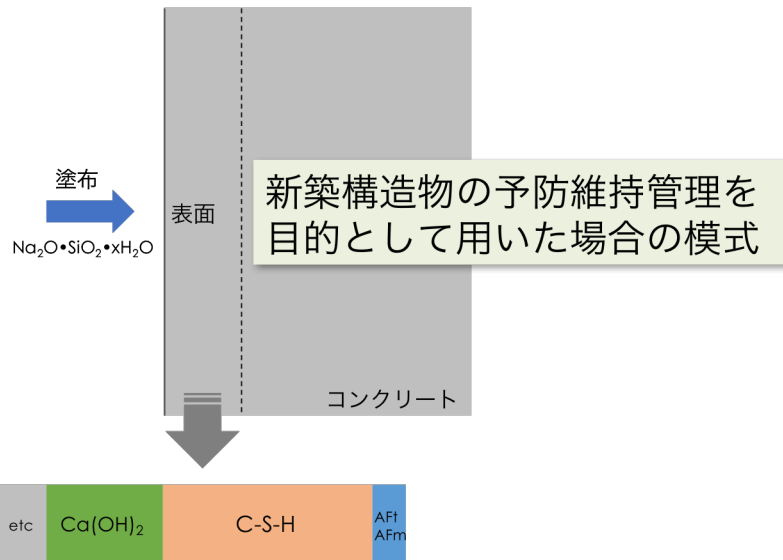 塗布
Na₂O•SiO₂•xH₂O
表面
新築構造物の予防維持管理を
目的として用いた場合の模式
コンクリート
etc
Ca(OH)₂
C-S-H
AFt
AFm